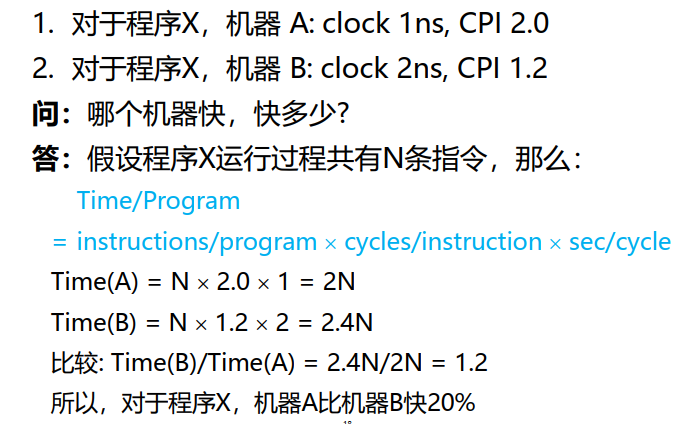 1. 对于程序X，机器 A: clock 1ns, CPI 2.0
2. 对于程序X，机器 B: clock 2ns, CPI 1.2
问：哪个机器快，快多少?
答：假设程序X运行过程共有N条指令，那么：
Time/Program
= instructions/program × cycles/instruction × sec/cycle
Time(A) = N × 2.0 × 1 = 2N
Time(B) = N × 1.2 × 2 = 2.4N
比较: Time(B)/Time(A) = 2.4N/2N = 1.2
所以，对于程序X，机器A比机器B快20%